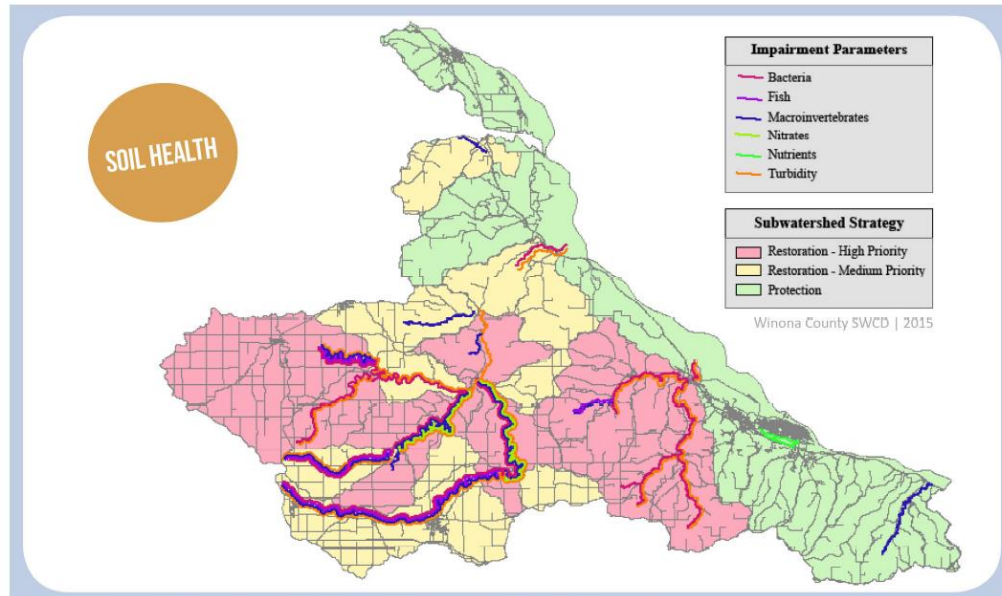 SOIL HEALTH
Impairment Parameters
Bacteria
Fish
Macroinvertebrates
Nitrates
Nutrients
Turbidity
Subwatershed Strategy
Restoration - High Priority
Restoration - Medium Priority
Protection
Winona County SWCD | 2015